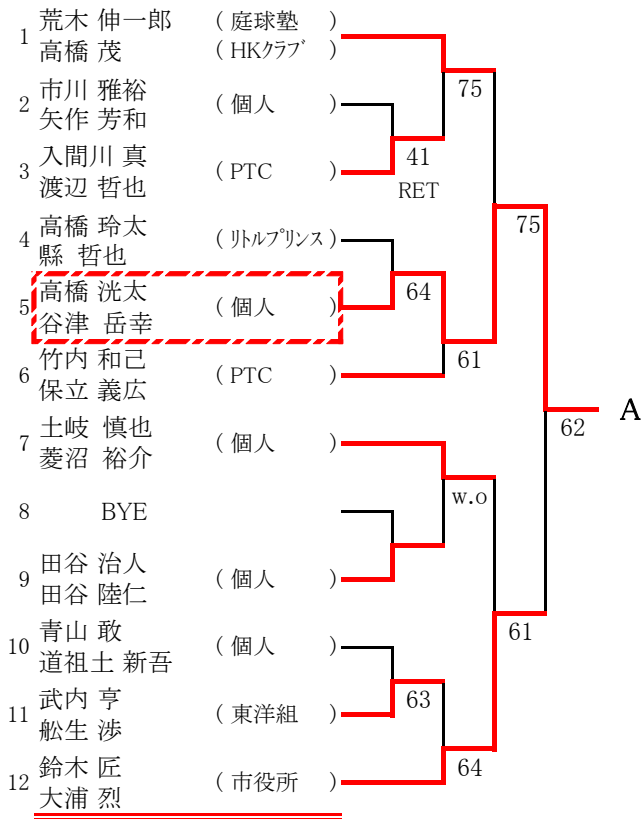 1 荒木 伸一郎 ( 庭球塾 )
高橋 茂 ( HKクラブ )
75
2 市川 雅裕 ( 個人 )
矢作 芳和
41
RET
3 入間川 真 ( PTC )
渡辺 哲也
75
4 高橋 玲太 ( リトルプリンス )
縣 哲也
5 高橋 洸太 ( 個人 )
谷津 岳幸
64
61
6 竹内 和己 ( PTC )
保立 義広
A
62
7 土岐 慎也 ( 個人 )
菱沼 裕介
w.o
8 BYE
9 田谷 治人 ( 個人 )
田谷 陸仁
61
10 青山 敢 ( 個人 )
道祖土 新吾
63
11 武内 亨 ( 東洋組 )
舩生 渉
64
12 鈴木 匠 ( 市役所 )
大浦 烈